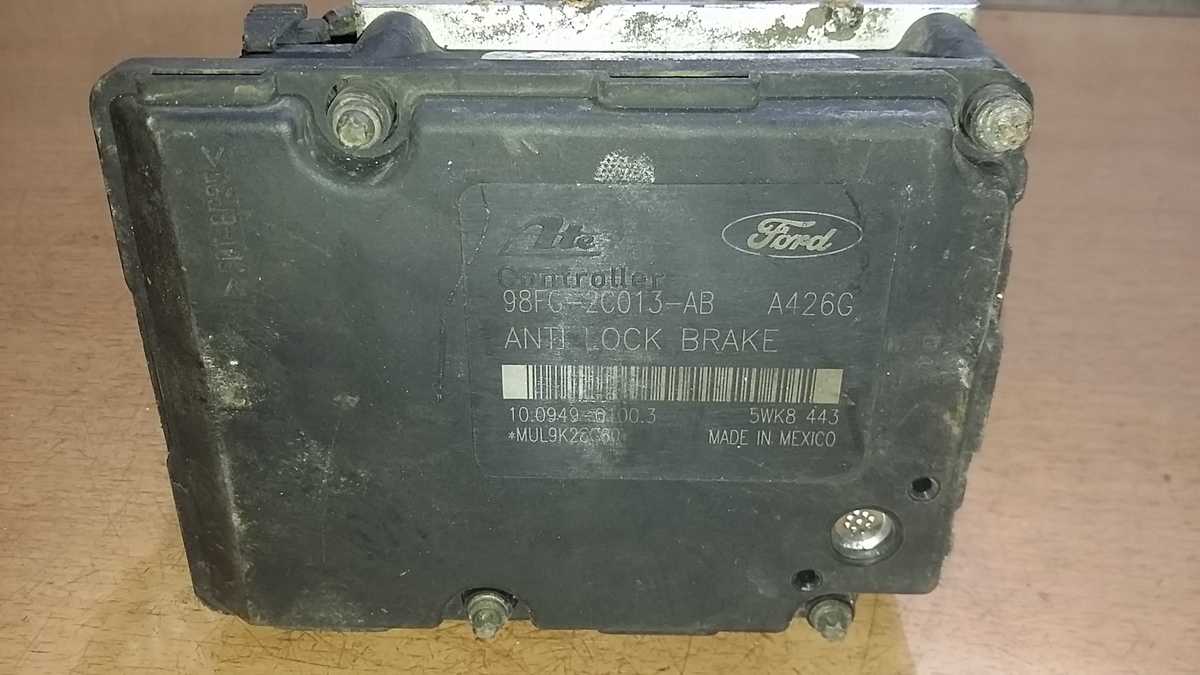 Ate
Ford
Controller
98FG-2C013-AB A426G
ANTI LOCK BRAKE
10.0949-0100.3 5WK8 443
MADE IN MEXICO